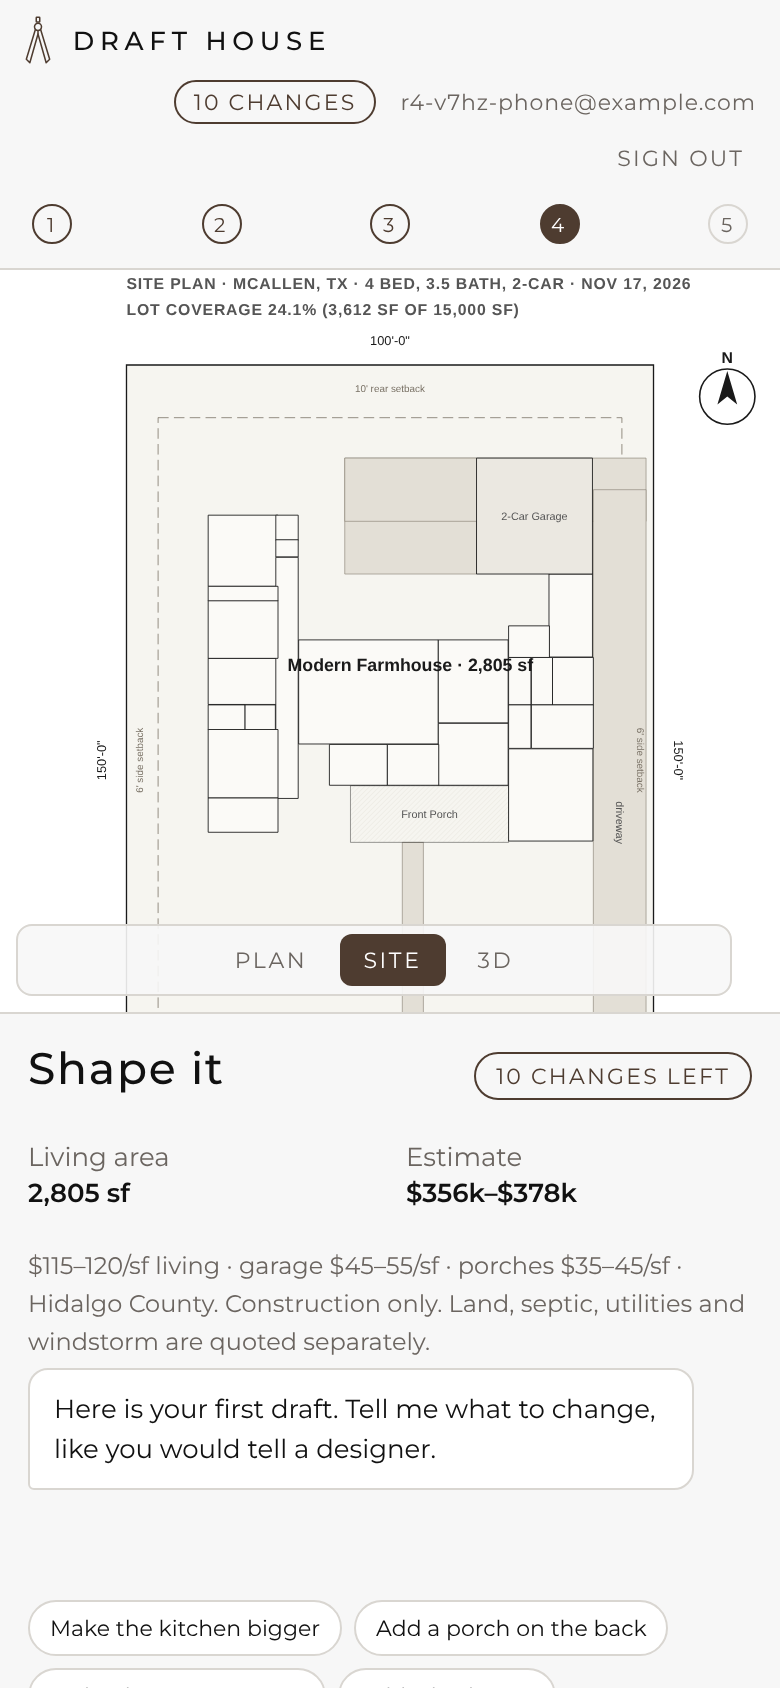 DRAFT HOUSE
10 CHANGES
r4-v7hz-phone@example.com
SIGN OUT
1
2
3
4
5
SITE PLAN · MCALLEN, TX · 4 BED, 3.5 BATH, 2-CAR · NOV 17, 2026
LOT COVERAGE 24.1% (3,612 SF OF 15,000 SF)
100'-0"
N
10' rear setback
2-Car Garage
Modern Farmhouse · 2,805 sf
150'-0"
6' side setback
6' side setback
150'-0"
driveway
Front Porch
PLAN
SITE
3D
Shape it
10 CHANGES LEFT
Living area
Estimate
2,805 sf
$356k–$378k
$115–120/sf living · garage $45–55/sf · porches $35–45/sf ·
Hidalgo County. Construction only. Land, septic, utilities and
windstorm are quoted separately.
Here is your first draft. Tell me what to change,
like you would tell a designer.
Make the kitchen bigger
Add a porch on the back